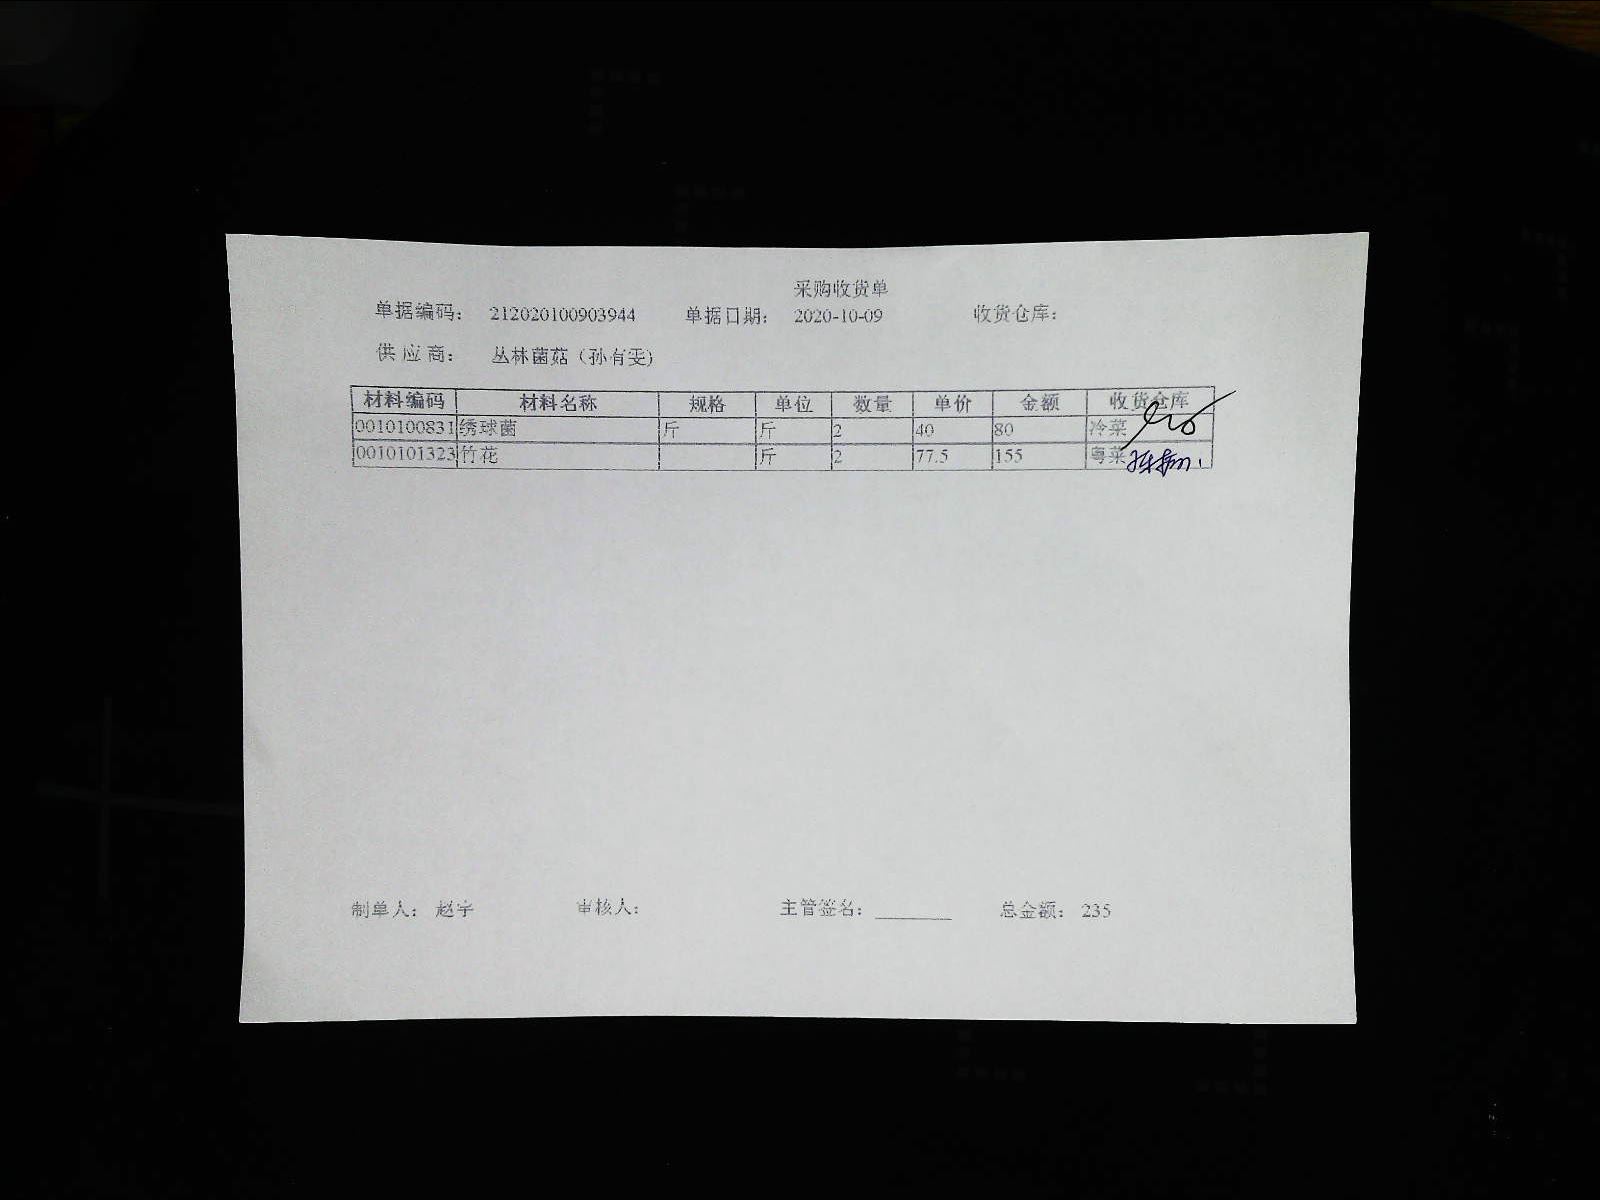 采购收货单
单据编码： 212020100903944 单据日期： 2020-10-09 收货仓库：
供应商： 丛林菌菇（孙有雯）
材料编码 材料名称 规格 单位 数量 单价 金额 收货仓库
0010100831 绣球菌 斤 斤 2 40 80 冷菜
0010101323 竹花 斤 2 77.5 155 粤菜
制单人： 赵宇 审核人： 主管签名： 总金额： 235